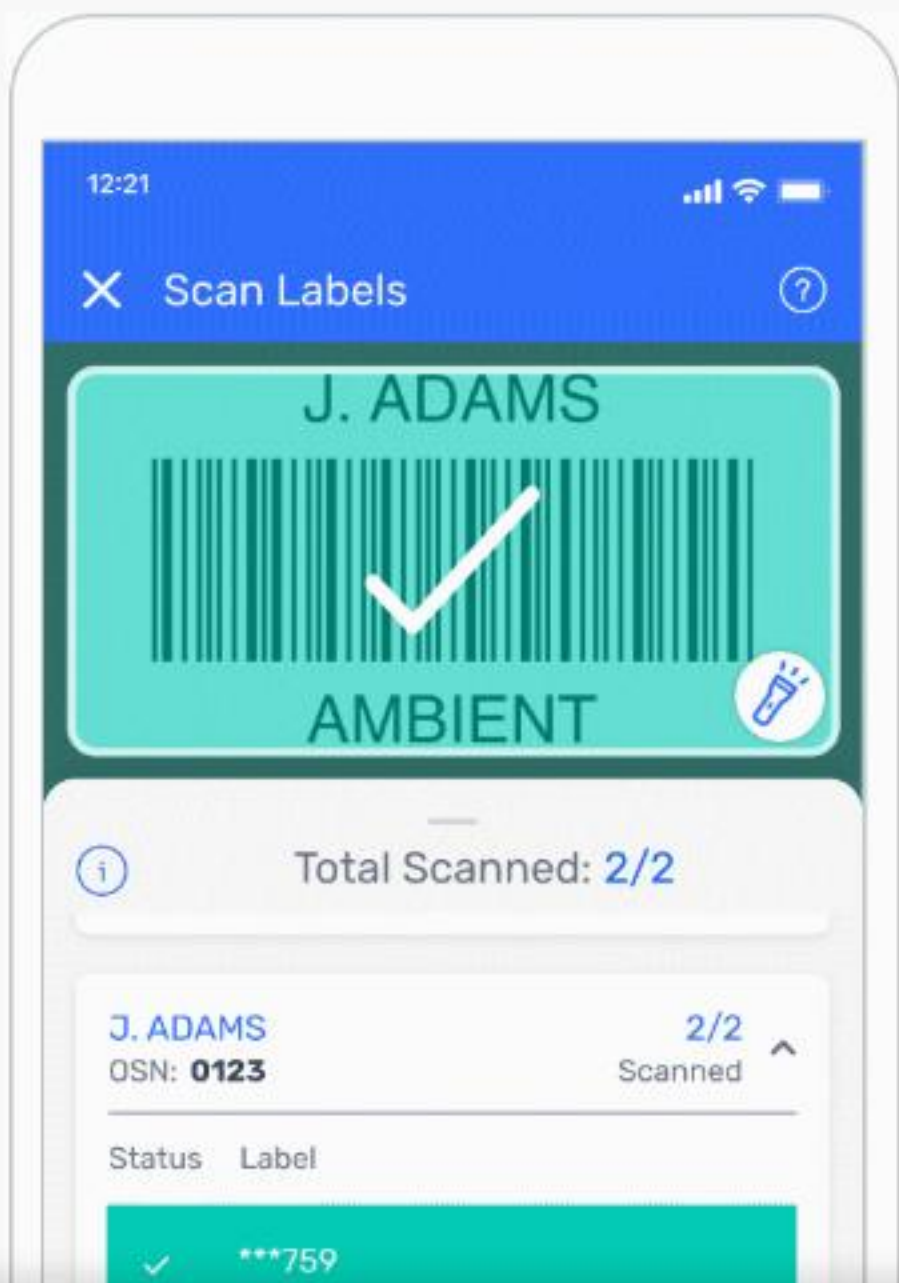 12:21
Scan Labels
?
J. ADAMS
AMBIENT
i
Total Scanned: 2/2
J. ADAMS 2/2
OSN: 0123 Scanned
Status Label
***759